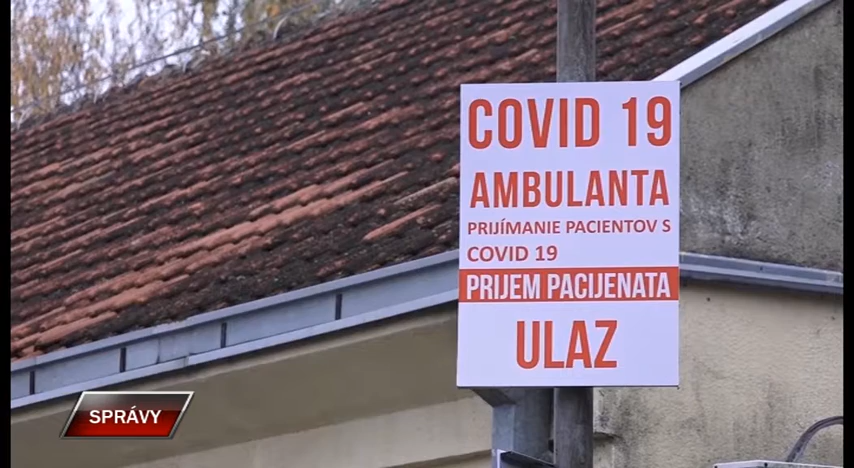 COVID 19
AMBULANTA
PRIJÍMANIE PACIENTOV S
COVID 19
PRIJEM PACIJENATA
ULAZ
SPRÁVY